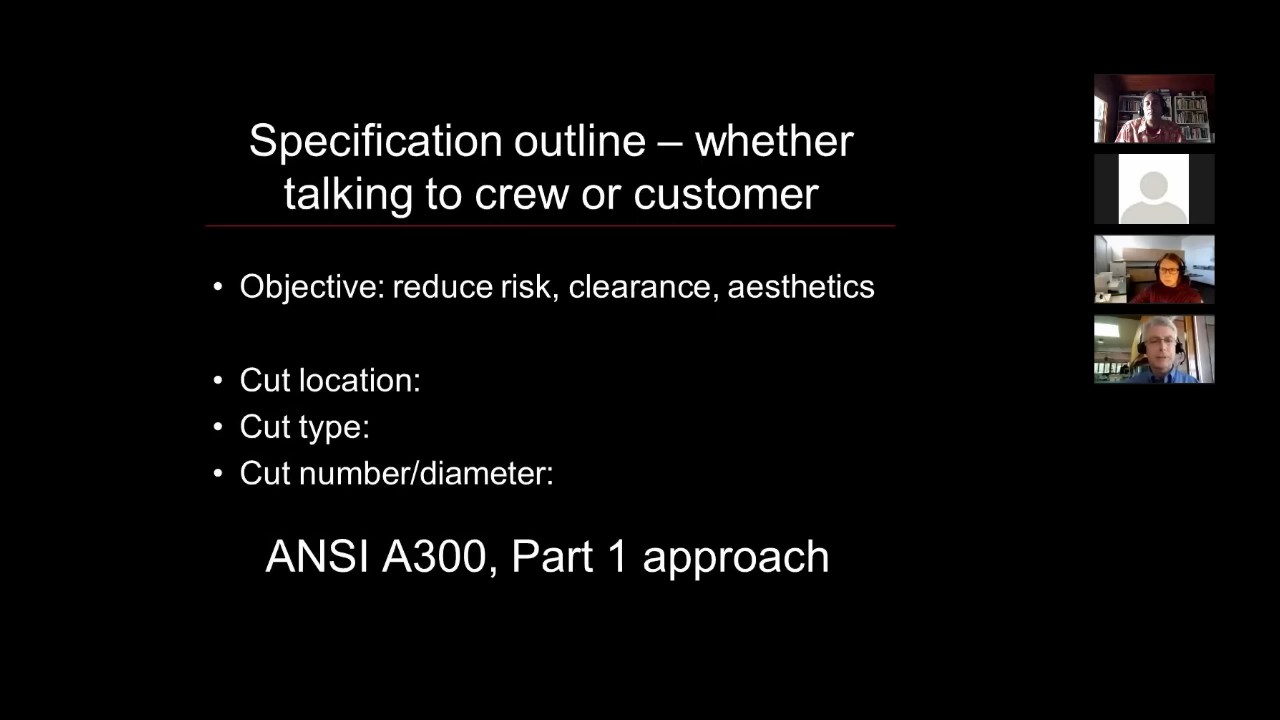 Specification outline – whether
talking to crew or customer
• Objective: reduce risk, clearance, aesthetics
• Cut location:
• Cut type:
• Cut number/diameter:
ANSI A300, Part 1 approach